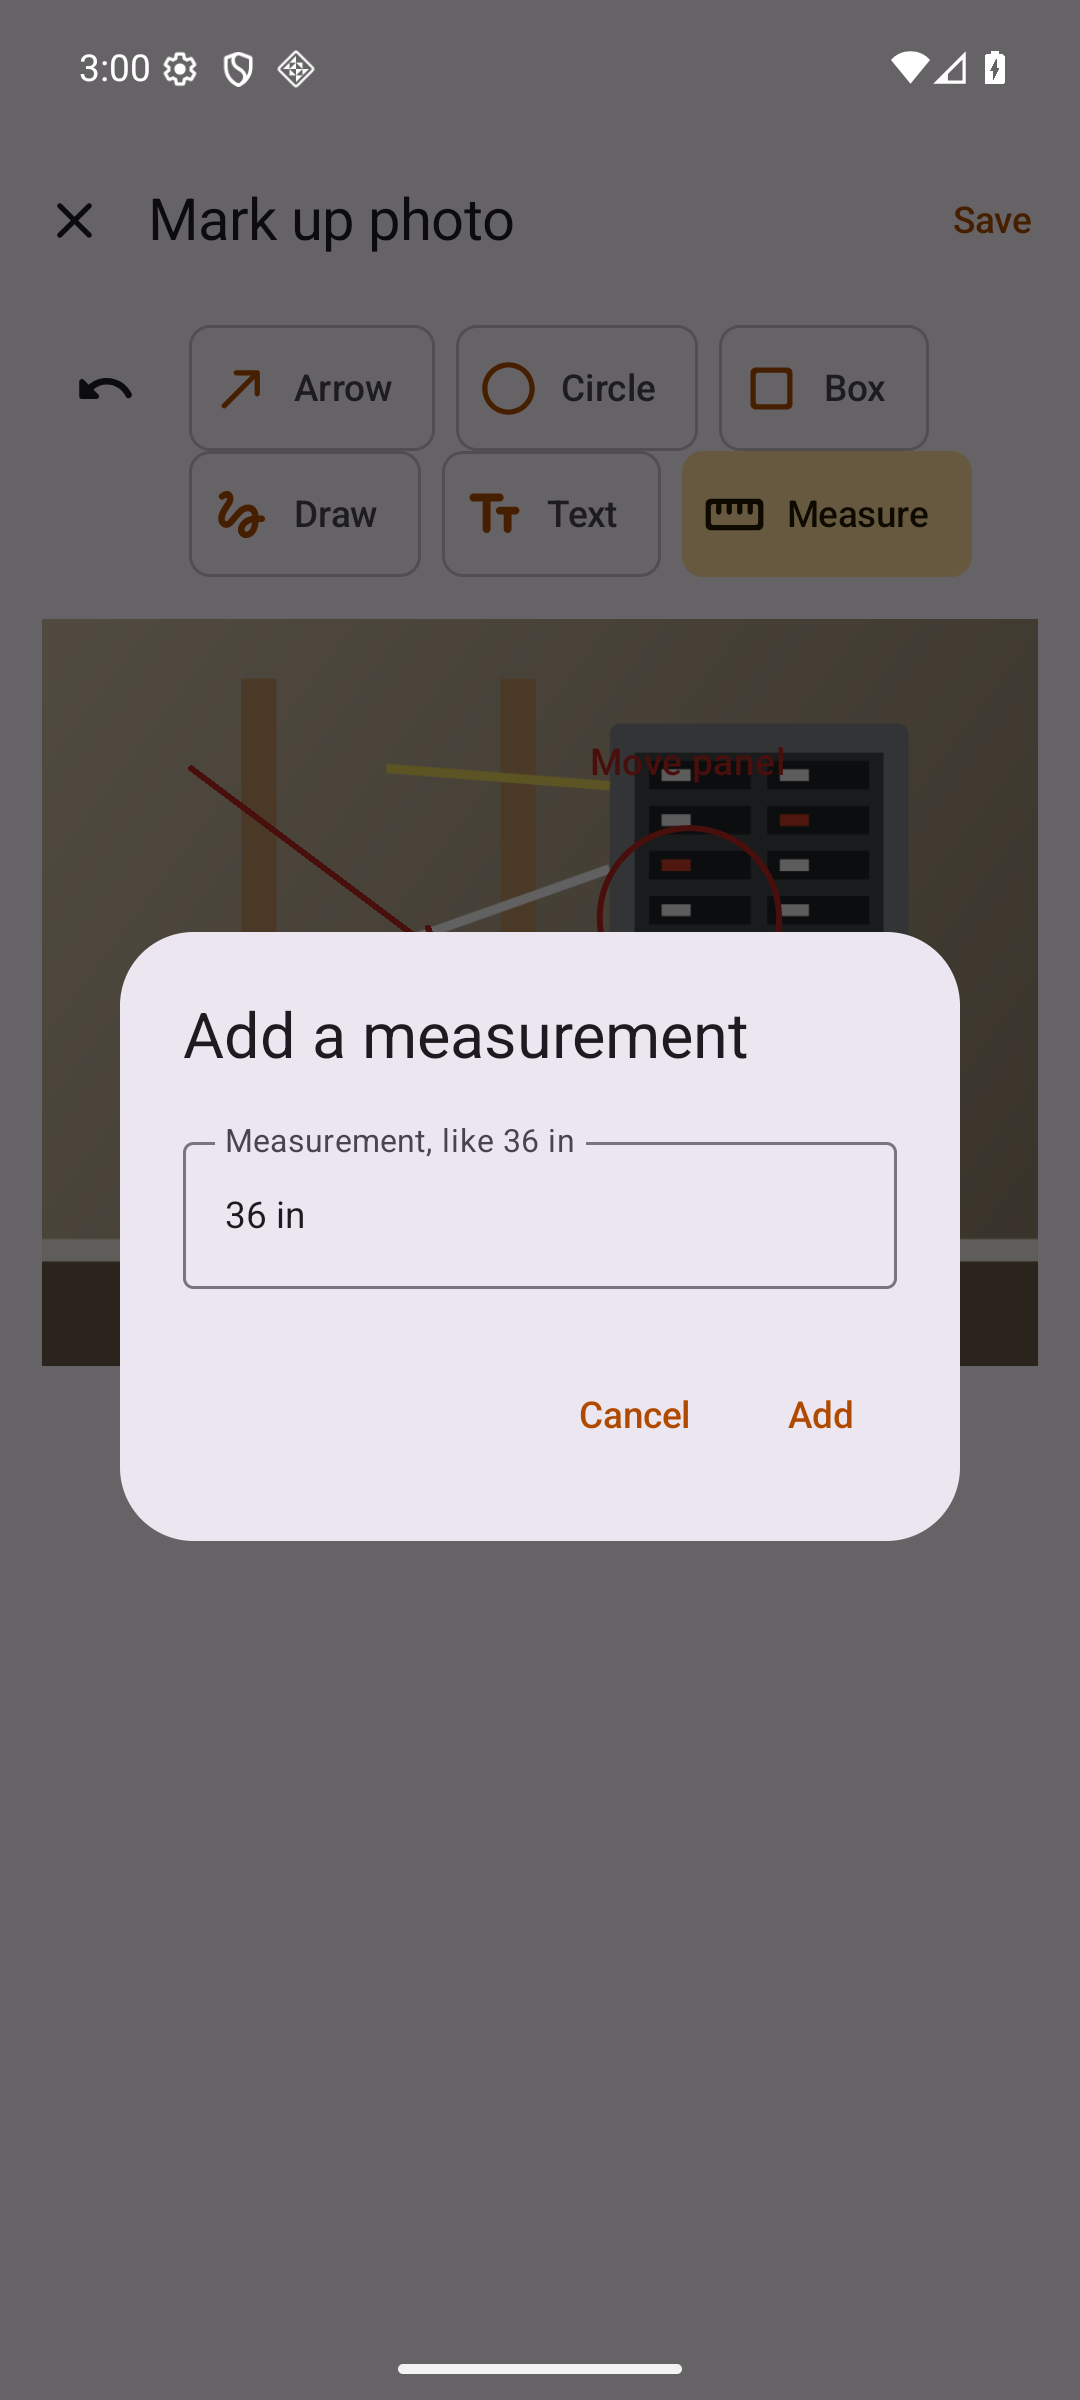 3:00
Mark up photo
Save
Arrow
Circle
Box
Draw
Text
Measure
Move panel
Add a measurement
Measurement, like 36 in
36 in
Cancel
Add